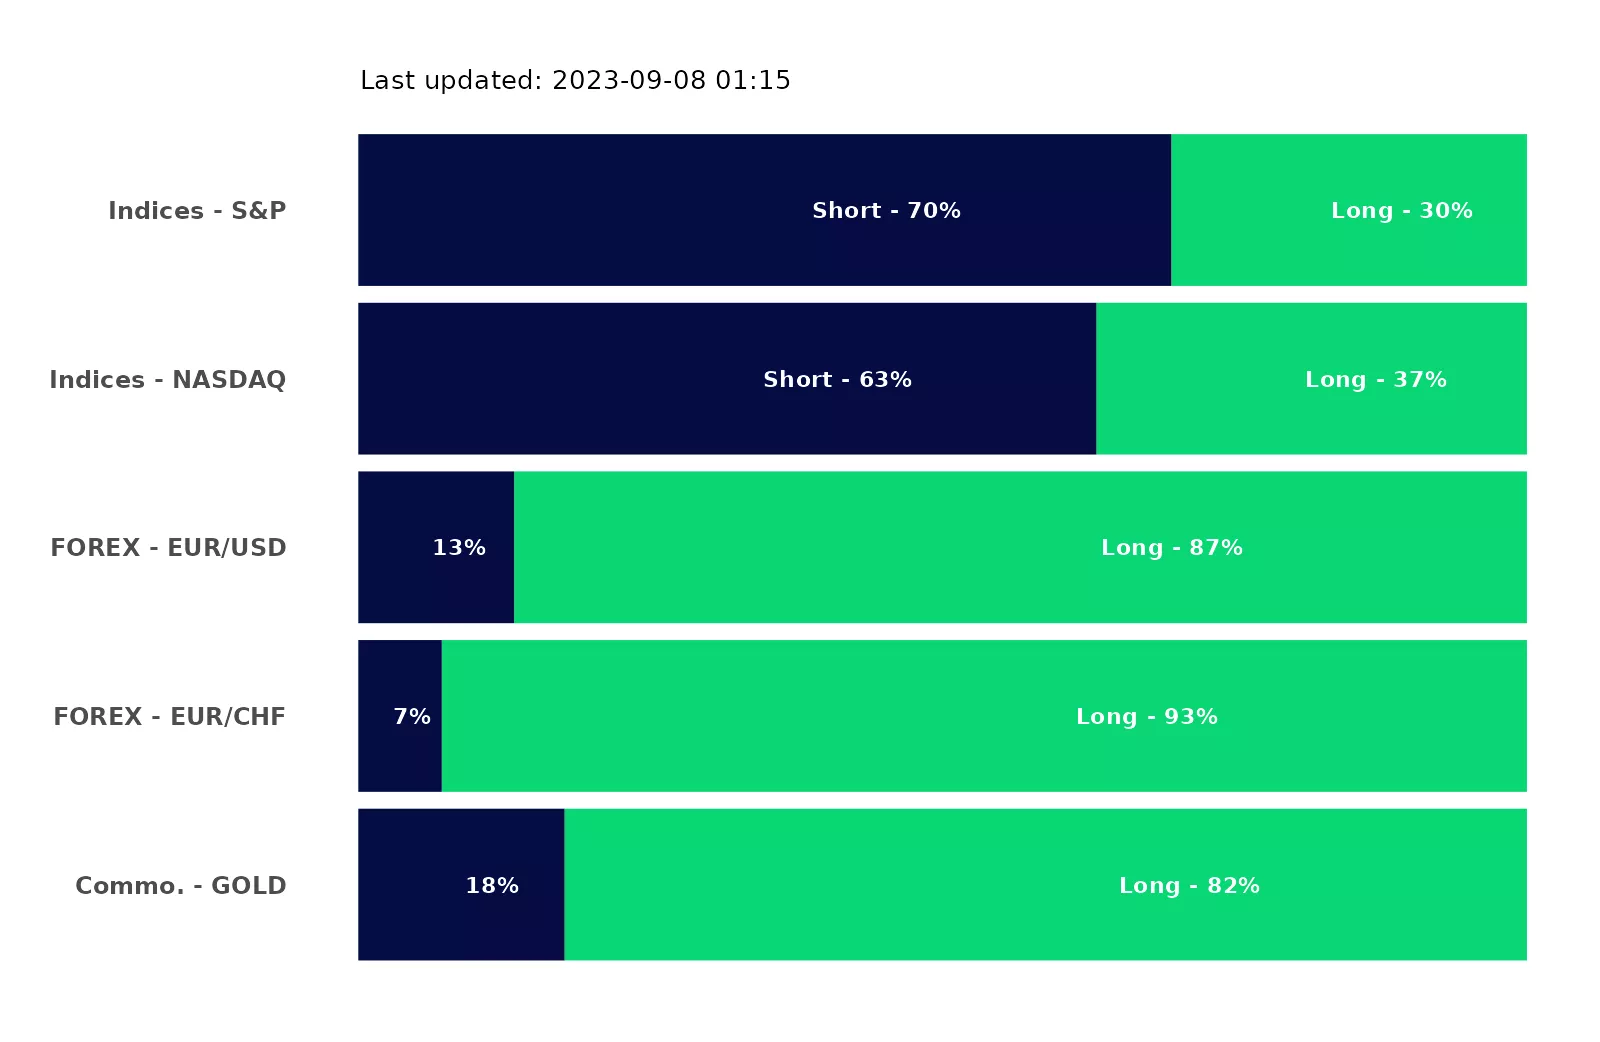 Last updated: 2023-09-08 01:15
Indices - S&P Short - 70% Long - 30%
Indices - NASDAQ Short - 63% Long - 37%
FOREX - EUR/USD 13% Long - 87%
FOREX - EUR/CHF 7% Long - 93%
Commo. - GOLD 18% Long - 82%